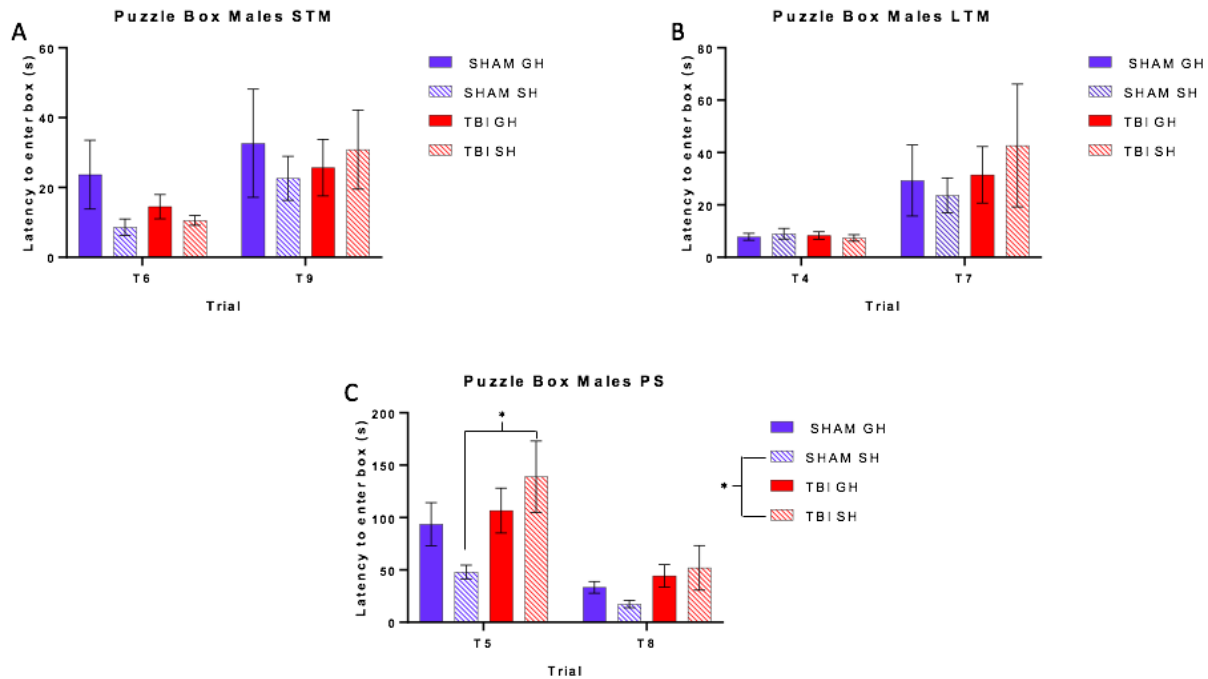 Puzzle Box Males STM
A
Latency to enter box (s)
60
40
20
0
T6
T9
Trial
SHAM GH
SHAM SH
TBI GH
TBI SH
Puzzle Box Males LTM
B
Latency to enter box (s)
80
60
40
20
0
T4
T7
Trial
SHAM GH
SHAM SH
TBI GH
TBI SH
Puzzle Box Males PS
C
Latency to enter box (s)
200
150
100
50
0
*
T5
T8
Trial
SHAM GH
SHAM SH
*
TBI GH
TBI SH